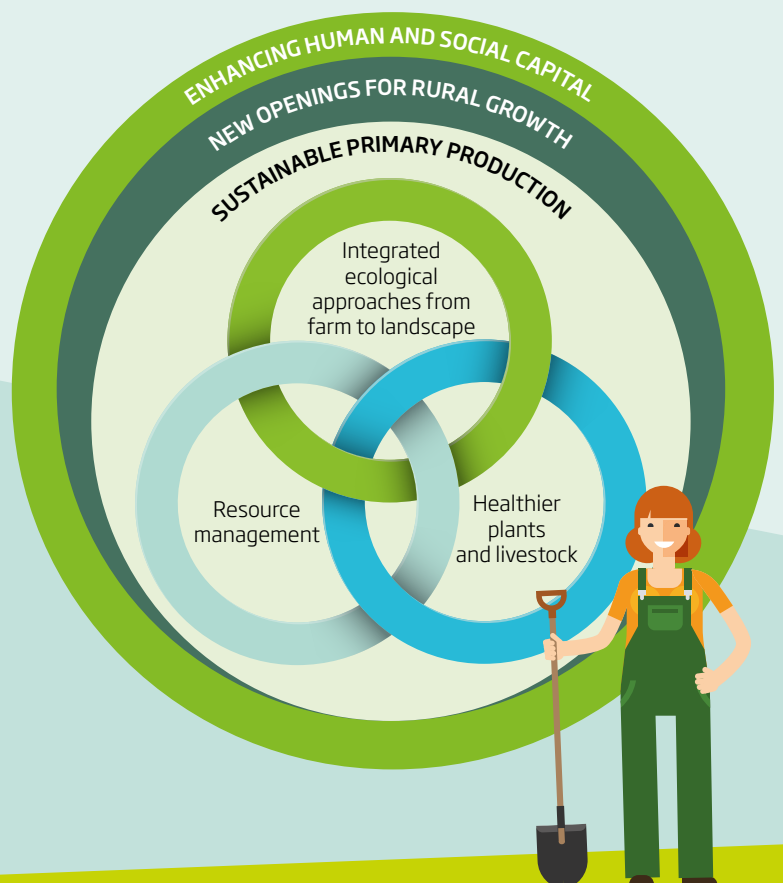 ENHANCING HUMAN AND SOCIAL CAPITAL
NEW OPENINGS FOR RURAL GROWTH
SUSTAINABLE PRIMARY PRODUCTION
Integrated
ecological
approaches from
farm to landscape
Resource
management
Healthier
plants
and livestock